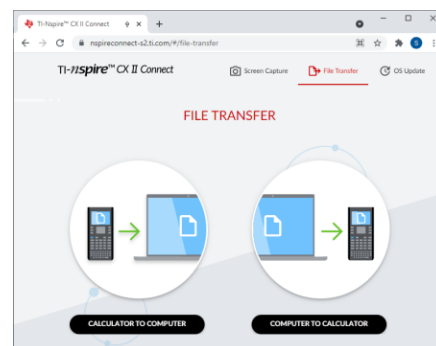 TI-Nspire™ CX II Connect
nspireconnect-s2.ti.com/#/file-transfer
S
TI-nspire™ CX II Connect
Screen Capture
File Transfer
OS Update
FILE TRANSFER
CALCULATOR TO COMPUTER
COMPUTER TO CALCULATOR